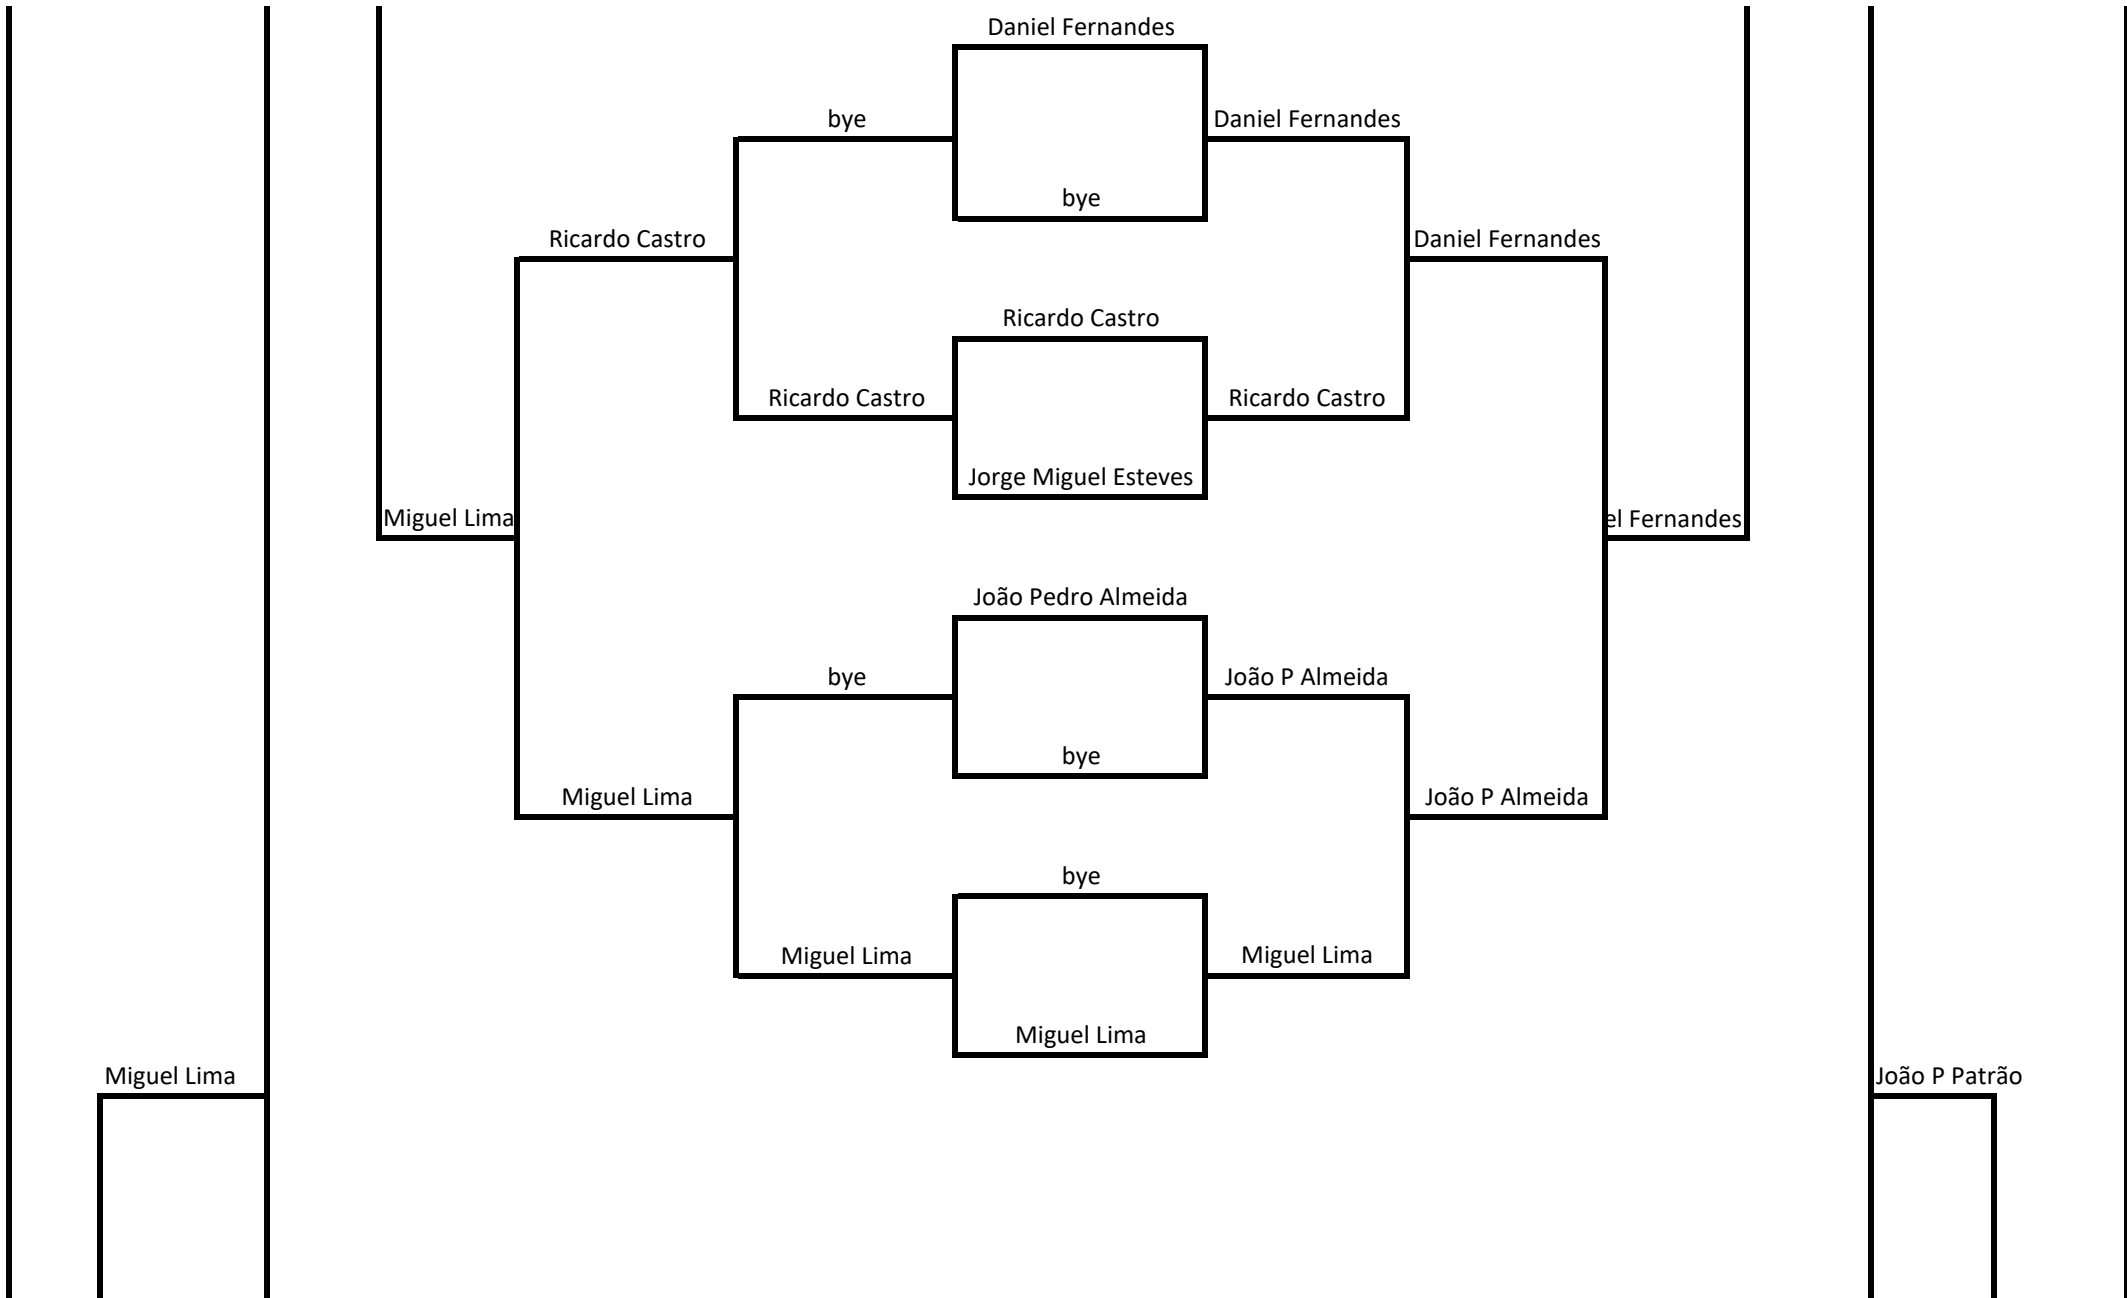 Daniel Fernandes
bye
Daniel Fernandes
bye
Ricardo Castro
Daniel Fernandes
Ricardo Castro
Ricardo Castro
Ricardo Castro
Jorge Miguel Esteves
Miguel Lima
el Fernandes
João Pedro Almeida
bye
João P Almeida
bye
Miguel Lima
João P Almeida
bye
Miguel Lima
Miguel Lima
Miguel Lima
Miguel Lima
João P Patrão